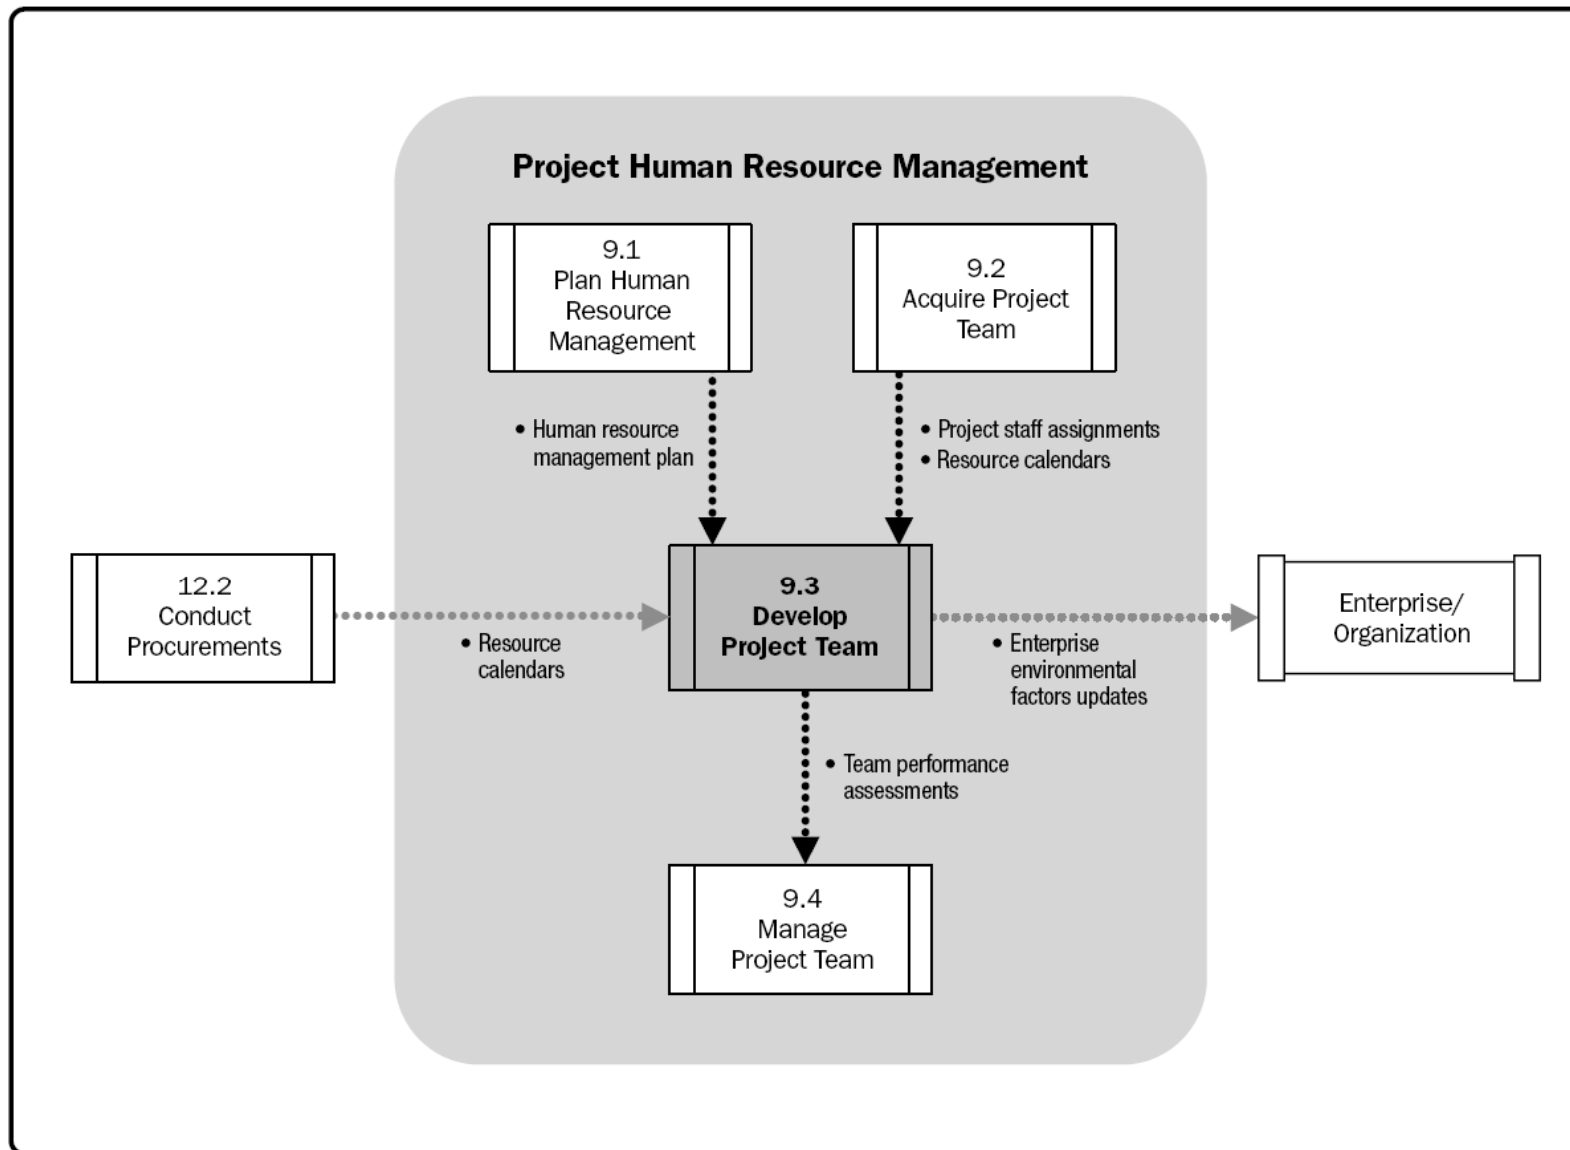 Project Human Resource Management
9.1
Plan Human
Resource
Management
9.2
Acquire Project
Team
• Human resource
management plan
• Project staff assignments
• Resource calendars
12.2
Conduct
Procurements
• Resource
calendars
9.3
Develop
Project Team
• Enterprise
environmental
factors updates
Enterprise/
Organization
• Team performance
assessments
9.4
Manage
Project Team